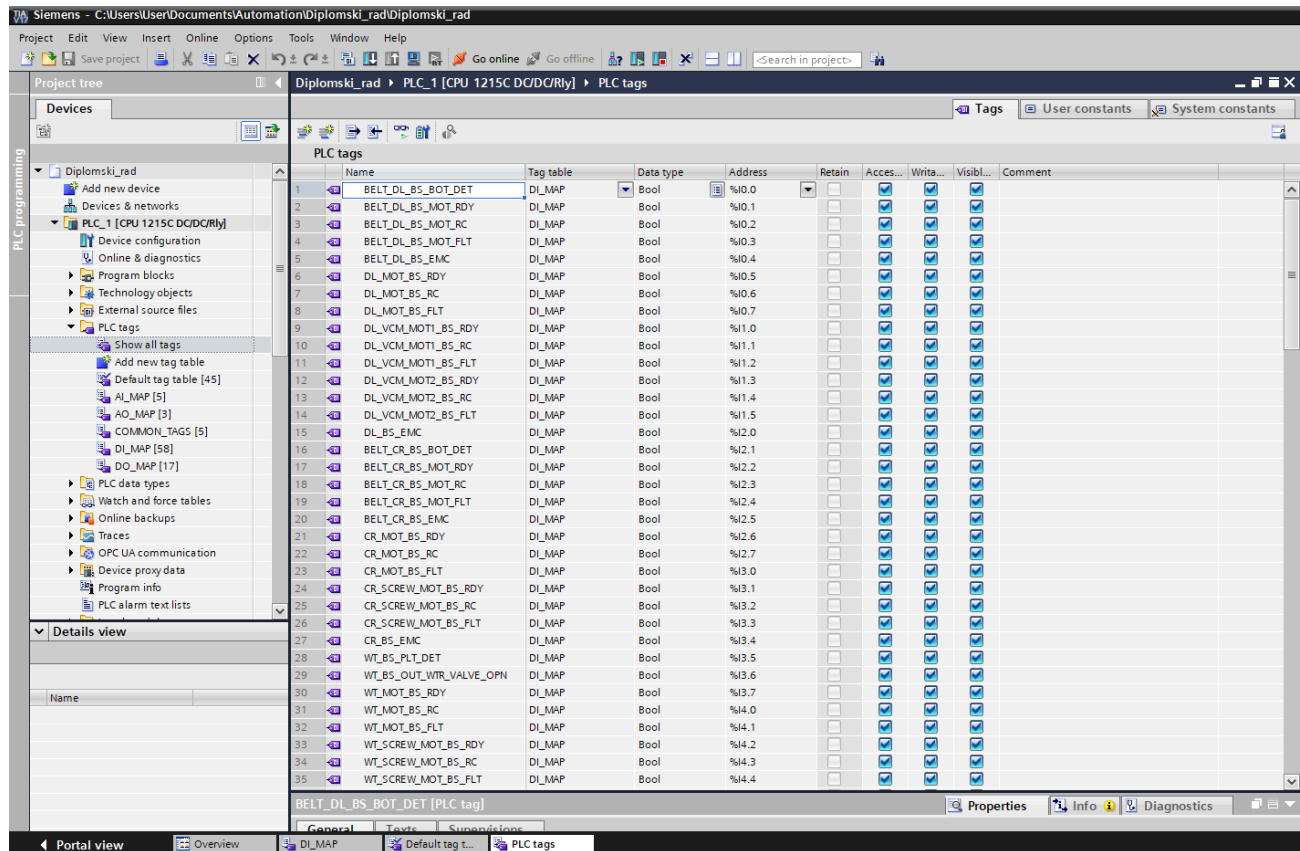 Siemens - C:\Users\User\Documents\Automation\Diplomski_rad\Diplomski_rad
Project Edit View Insert Online Options Tools Window Help
Save project Go online Go offline <Search in project>
Project tree
Diplomski_rad PLC_1 [CPU 1215C DC/DC/Rly] PLC tags
Devices
Tags User constants System constants
PLC programming
PLC tags
Name Tag table Data type Address Retain Acces... Writa... Visibl... Comment
1 BELT_DL_BS_BOT_DET DI_MAP Bool %I0.0
2 BELT_DL_BS_MOT_RDY DI_MAP Bool %I0.1
3 BELT_DL_BS_MOT_RC DI_MAP Bool %I0.2
4 BELT_DL_BS_MOT_FLT DI_MAP Bool %I0.3
5 BELT_DL_BS_EMC DI_MAP Bool %I0.4
6 DL_MOT_BS_RDY DI_MAP Bool %I0.5
7 DL_MOT_BS_RC DI_MAP Bool %I0.6
8 DL_MOT_BS_FLT DI_MAP Bool %I0.7
9 DL_VCM_MOT1_BS_RDY DI_MAP Bool %I1.0
10 DL_VCM_MOT1_BS_RC DI_MAP Bool %I1.1
11 DL_VCM_MOT1_BS_FLT DI_MAP Bool %I1.2
12 DL_VCM_MOT2_BS_RDY DI_MAP Bool %I1.3
13 DL_VCM_MOT2_BS_RC DI_MAP Bool %I1.4
14 DL_VCM_MOT2_BS_FLT DI_MAP Bool %I1.5
15 DL_BS_EMC DI_MAP Bool %I2.0
16 BELT_CR_BS_BOT_DET DI_MAP Bool %I2.1
17 BELT_CR_BS_MOT_RDY DI_MAP Bool %I2.2
18 BELT_CR_BS_MOT_RC DI_MAP Bool %I2.3
19 BELT_CR_BS_MOT_FLT DI_MAP Bool %I2.4
20 BELT_CR_BS_EMC DI_MAP Bool %I2.5
21 CR_MOT_BS_RDY DI_MAP Bool %I2.6
22 CR_MOT_BS_RC DI_MAP Bool %I2.7
23 CR_MOT_BS_FLT DI_MAP Bool %I3.0
24 CR_SCREW_MOT_BS_RDY DI_MAP Bool %I3.1
25 CR_SCREW_MOT_BS_RC DI_MAP Bool %I3.2
26 CR_SCREW_MOT_BS_FLT DI_MAP Bool %I3.3
27 CR_BS_EMC DI_MAP Bool %I3.4
28 WT_BS_PLT_DET DI_MAP Bool %I3.5
29 WT_BS_OUT_WTR_VALVE_OPN DI_MAP Bool %I3.6
30 WT_MOT_BS_RDY DI_MAP Bool %I3.7
31 WT_MOT_BS_RC DI_MAP Bool %I4.0
32 WT_MOT_BS_FLT DI_MAP Bool %I4.1
33 WT_SCREW_MOT_BS_RDY DI_MAP Bool %I4.2
34 WT_SCREW_MOT_BS_RC DI_MAP Bool %I4.3
35 WT_SCREW_MOT_BS_FLT DI_MAP Bool %I4.4
Diplomski_rad
Add new device
Devices & networks
PLC_1 [CPU 1215C DC/DC/Rly]
Device configuration
Online & diagnostics
Program blocks
Technology objects
External source files
PLC tags
Show all tags
Add new tag table
Default tag table [45]
AI_MAP [5]
AO_MAP [3]
COMMON_TAGS [5]
DI_MAP [58]
DO_MAP [17]
PLC data types
Watch and force tables
Online backups
Traces
OPC UA communication
Device proxy data
Program info
PLC alarm text lists
Details view
Name
BELT_DL_BS_BOT_DET [PLC tag]
Properties Info Diagnostics
General Texts Supervisions
Portal view Overview DI_MAP Default tag t... PLC tags